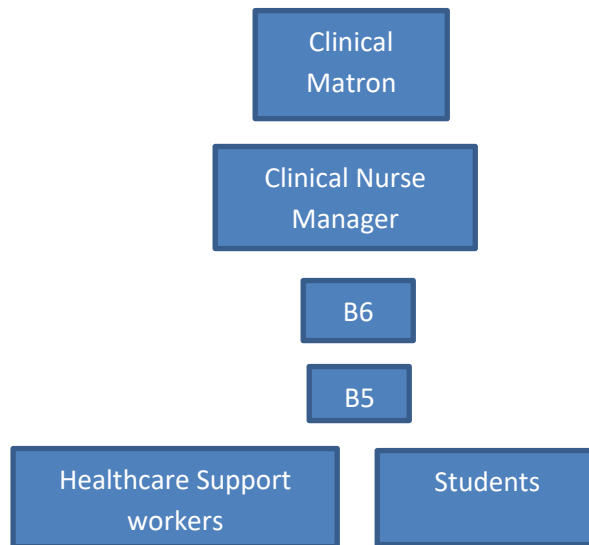 Clinical
Matron
Clinical Nurse
Manager
B6
B5
Healthcare Support
workers
Students